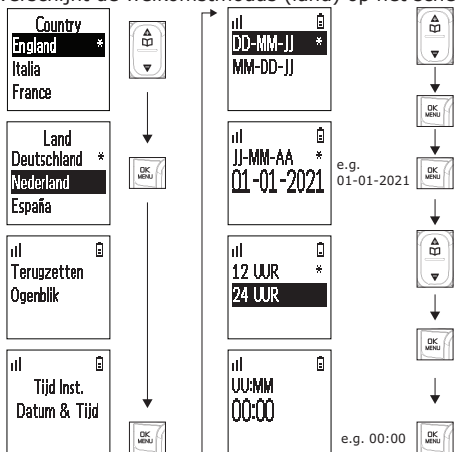 Country
England *
Italia
France
Land
Deutschland *
Nederland
España
Terugzetten
Ogenblik
Tijd Inst.
Datum & Tijd
OK
MENU
OK
MENU
DD-MM-JJ *
MM-DD-JJ
JJ-MM-AA *
01-01-2021
e.g.
01-01-2021
12 UUR *
24 UUR
UU:MM
00:00
e.g. 00:00
OK
MENU
OK
MENU
OK
MENU
OK
MENU